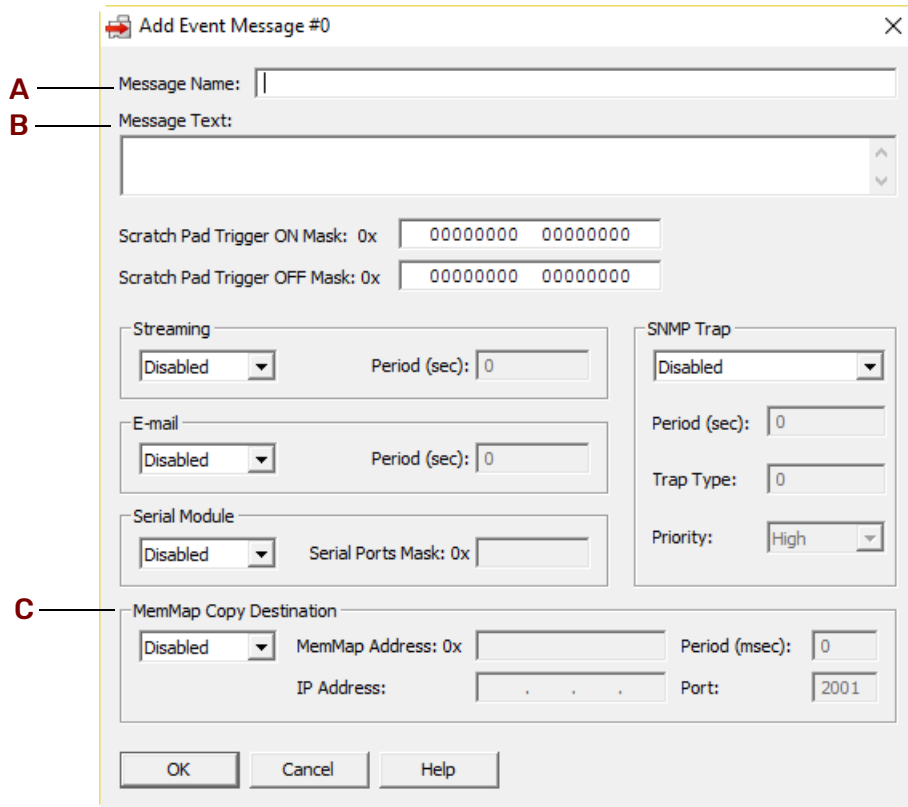 Add Event Message #0
A
Message Name:
B
Message Text:
Scratch Pad Trigger ON Mask: 0x 00000000 00000000
Scratch Pad Trigger OFF Mask: 0x 00000000 00000000
Streaming
Disabled Period (sec): 0
E-mail
Disabled Period (sec): 0
Serial Module
Disabled Serial Ports Mask: 0x
SNMP Trap
Disabled
Period (sec): 0
Trap Type: 0
Priority: High
C
MemMap Copy Destination
Disabled MemMap Address: 0x Period (msec): 0
IP Address: . . . Port: 2001
OK Cancel Help